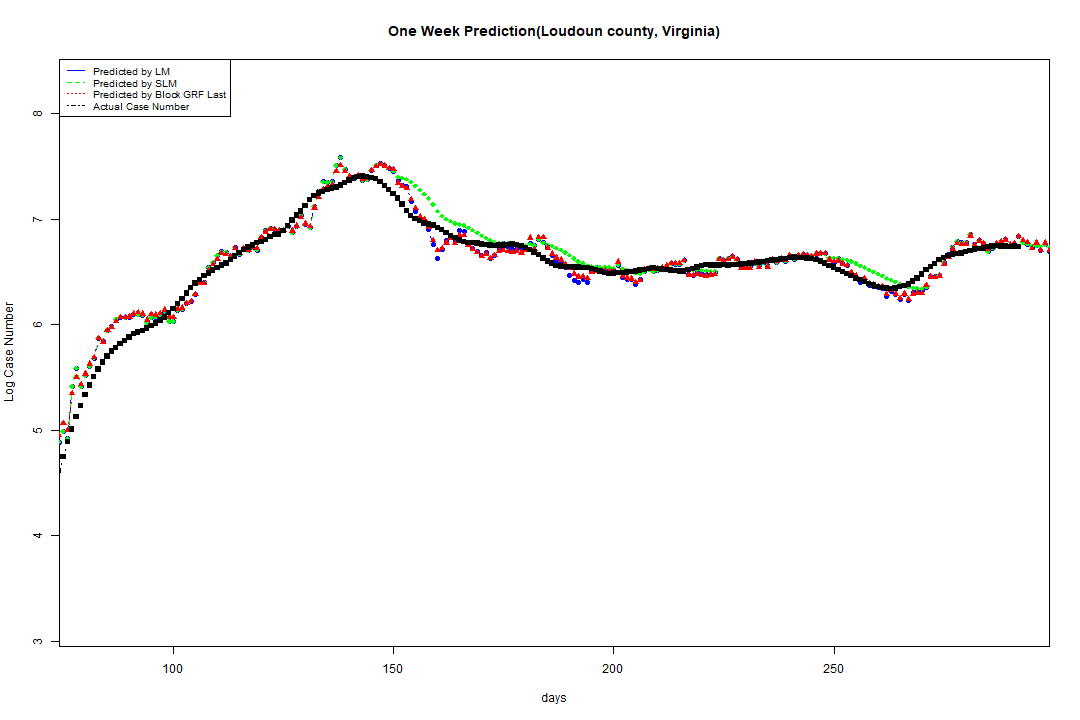 One Week Prediction(Loudoun county, Virginia)
Predicted by LM
Predicted by SLM
Predicted by Block GRF Last
Actual Case Number
8
7
6
5
4
3
Log Case Number
100 150 200 250
days